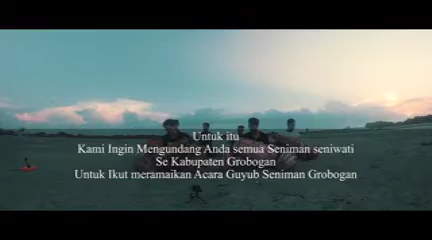 Untuk itu
Kami Ingin Mengundang Anda semua Seniman seniwati
Se Kabupaten Grobogan
Untuk Ikut meramaikan Acara Guyub Seniman Grobogan